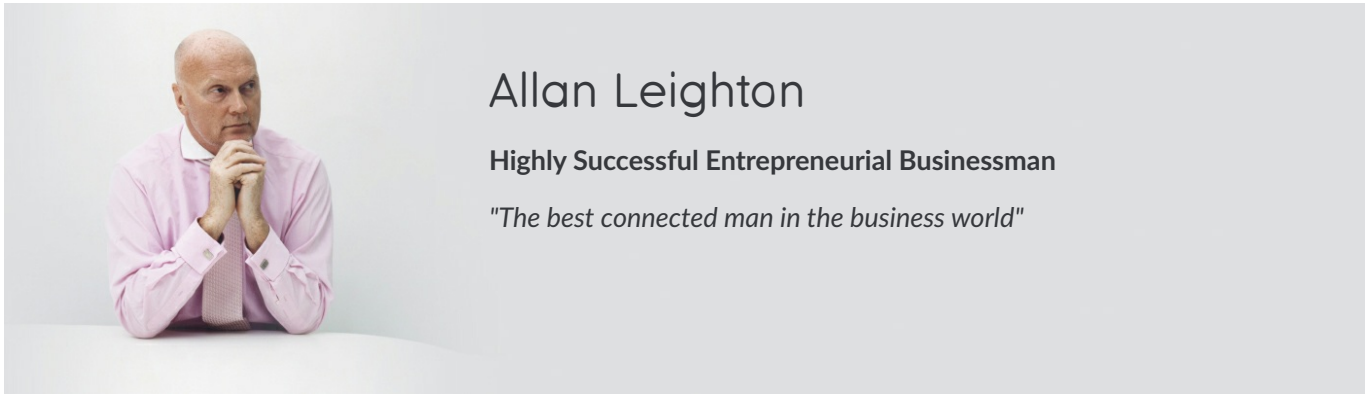 Allan Leighton
Highly Successful Entrepreneurial Businessman
"The best connected man in the business world"